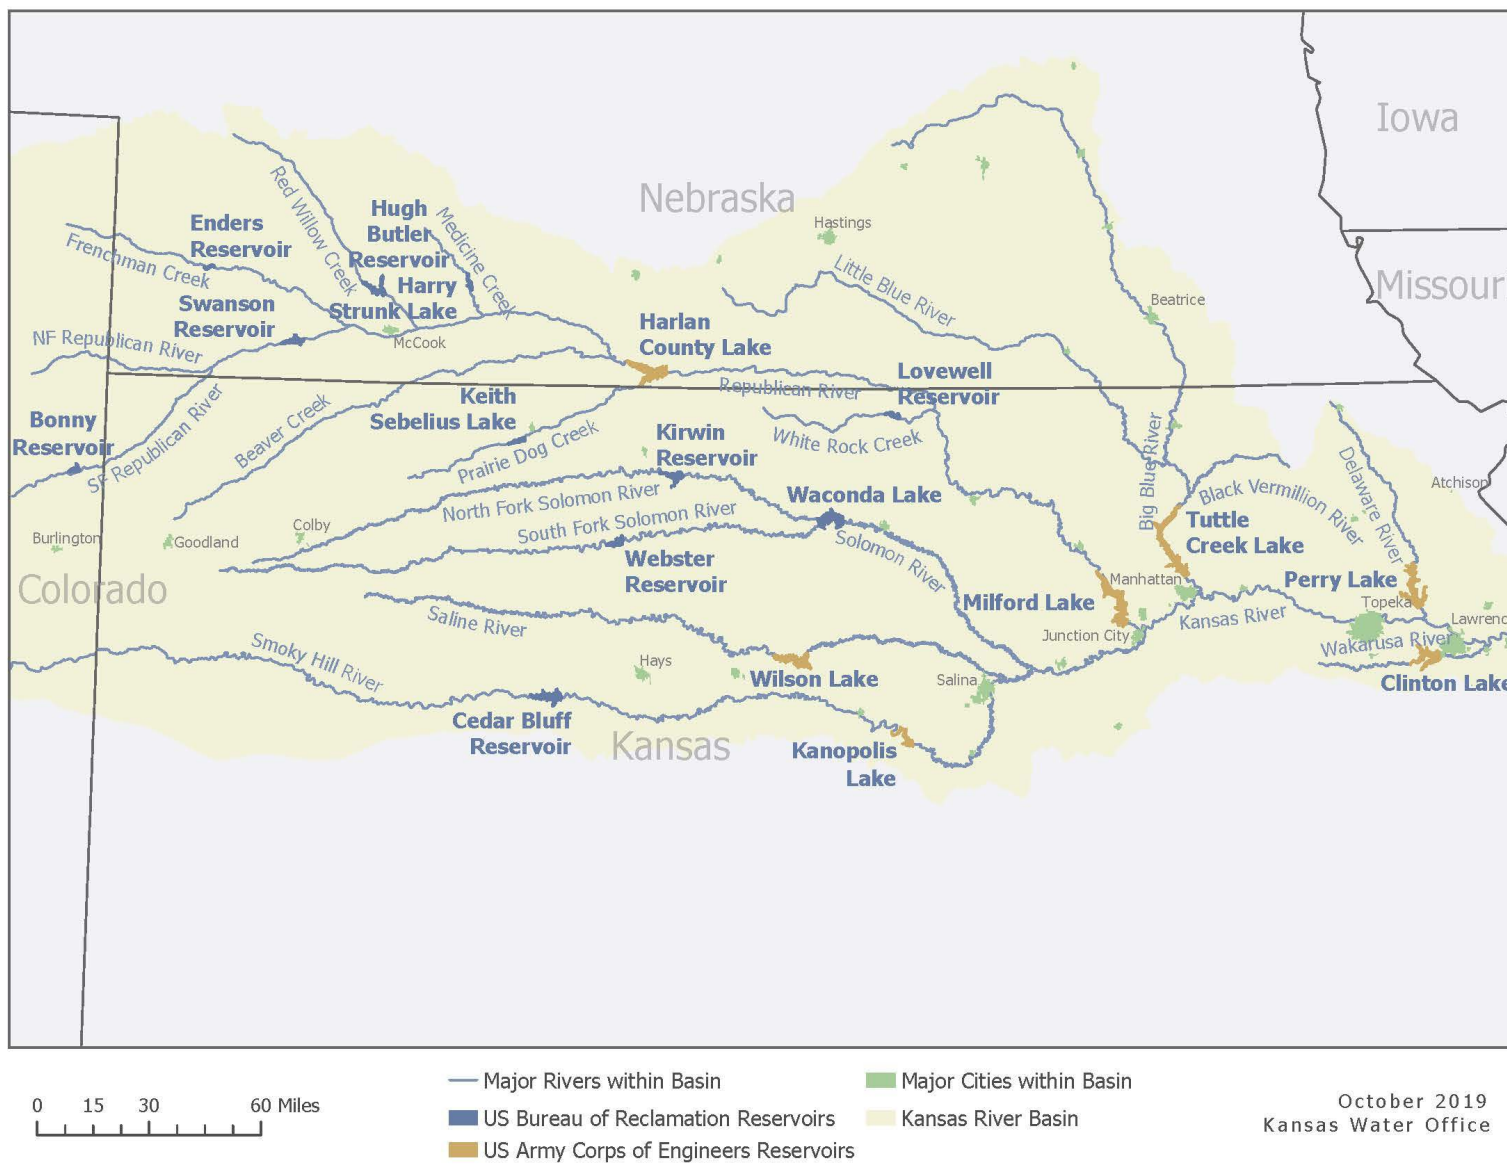 Iowa
Nebraska
Missour
Colorado
Kansas
Red Willow Creek
Hugh
Butler
Reservoir
Medicine Creek
Enders
Reservoir
Frenchman Creek
Harry
Strunk Lake
Swanson
Reservoir
NF Republican River
McCook
Hastings
Little Blue River
Beatrice
Harlan
County Lake
Republican River
Lovewell
Reservoir
Keith
Sebelius Lake
Bonny
Reservoir
SF Republican River
Beaver Creek
Prairie Dog Creek
White Rock Creek
Kirwin
Reservoir
Big Blue River
Black Vermillion River
Delaware River
Atchison
North Fork Solomon River
Waconda Lake
South Fork Solomon River
Solomon River
Tuttle
Creek Lake
Burlington
Goodland
Colby
Webster
Reservoir
Manhattan
Perry Lake
Milford Lake
Topeka
Kansas River
Lawrenc
Junction City
Wakarusa River
Saline River
Smoky Hill River
Hays
Wilson Lake
Salina
Clinton Lake
Cedar Bluff
Reservoir
Kanopolis
Lake
0 15 30 60 Miles
Major Rivers within Basin
US Bureau of Reclamation Reservoirs
US Army Corps of Engineers Reservoirs
Major Cities within Basin
Kansas River Basin
October 2019
Kansas Water Office